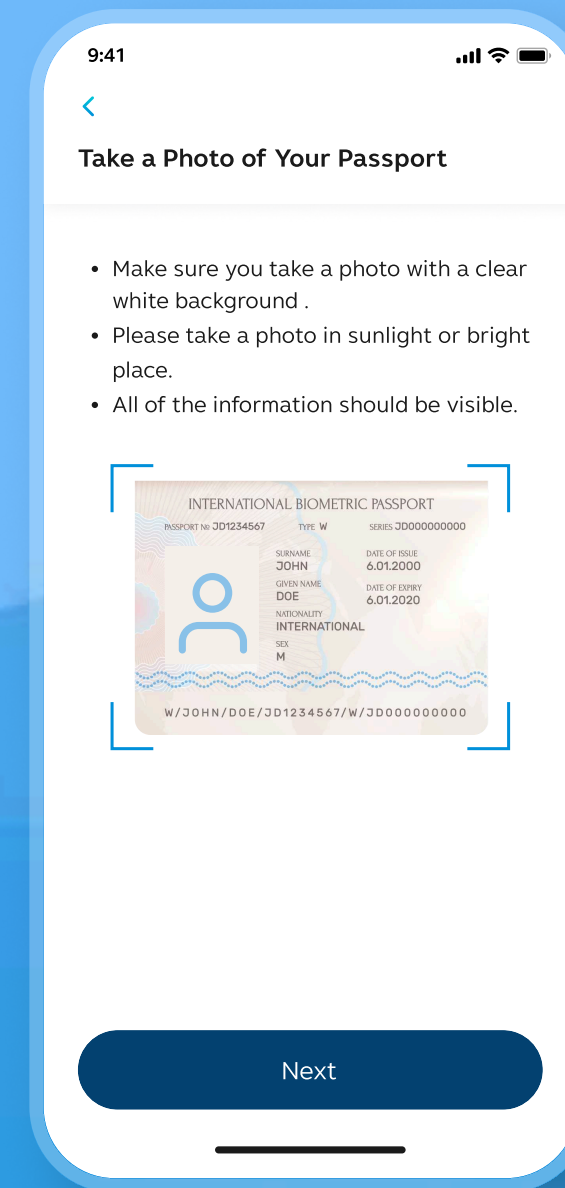 9:41
Take a Photo of Your Passport
• Make sure you take a photo with a clear
white background .
• Please take a photo in sunlight or bright
place.
• All of the information should be visible.
INTERNATIONAL BIOMETRIC PASSPORT
PASSPORT № JD1234567 TYPE W SERIES JD000000000
SURNAME DATE OF ISSUE
JOHN 6.01.2000
GIVEN NAME DATE OF EXPIRY
DOE 6.01.2020
NATIONALITY
INTERNATIONAL
SEX
M
W/JOHN/DOE/JD1234567/W/JD000000000
Next